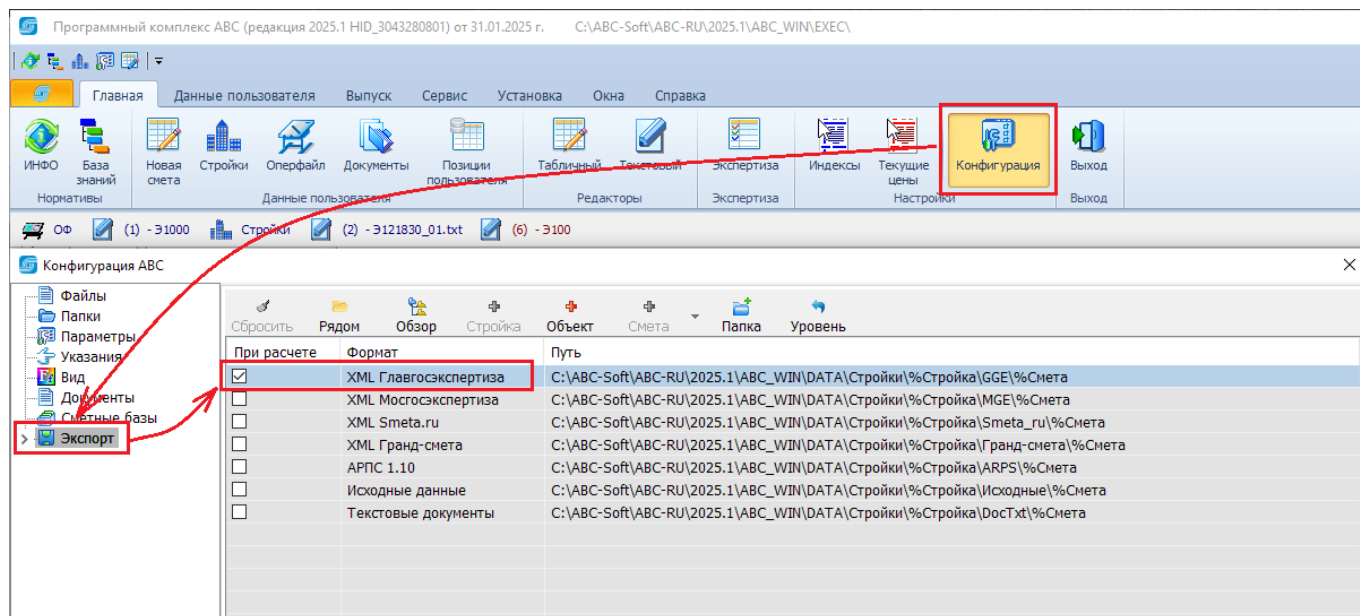 Программный комплекс АВС (редакция 2025.1 HID_3043280801) от 31.01.2025 г. C:\ABC-Soft\ABC-RU\2025.1\ABC_WIN\EXEC\
Главная Данные пользователя Выпуск Сервис Установка Окна Справка
ИНФО База знаний Новая смета Стройки Оперфайл Документы Позиции пользователя Табличный Текстовый Экспертиза Индексы Текущие цены Конфигурация Выход
Нормативы Данные пользователя Редакторы Экспертиза Настройки Выход
ОФ (1) - Э1000 Стройки (2) - Э121830_01.txt (6) - Э100
Конфигурация АВС
Файлы
Папки
Параметры
Указания
Вид
Документы
Сметные базы
Экспорт
Сбросить Рядом Обзор Стройка Объект Смета Папка Уровень
При расчете Формат Путь
XML Главгосэкспертиза C:\ABC-Soft\ABC-RU\2025.1\ABC_WIN\DATA\Стройки\%Стройка\GGE\%Смета
XML Мосгосэкспертиза C:\ABC-Soft\ABC-RU\2025.1\ABC_WIN\DATA\Стройки\%Стройка\MGE\%Смета
XML Smeta.ru C:\ABC-Soft\ABC-RU\2025.1\ABC_WIN\DATA\Стройки\%Стройка\Smeta_ru\%Смета
XML Гранд-смета C:\ABC-Soft\ABC-RU\2025.1\ABC_WIN\DATA\Стройки\%Стройка\Гранд-смета\%Смета
АРПС 1.10 C:\ABC-Soft\ABC-RU\2025.1\ABC_WIN\DATA\Стройки\%Стройка\ARPS\%Смета
Исходные данные C:\ABC-Soft\ABC-RU\2025.1\ABC_WIN\DATA\Стройки\%Стройка\Исходные\%Смета
Текстовые документы C:\ABC-Soft\ABC-RU\2025.1\ABC_WIN\DATA\Стройки\%Стройка\DocTxt\%Смета